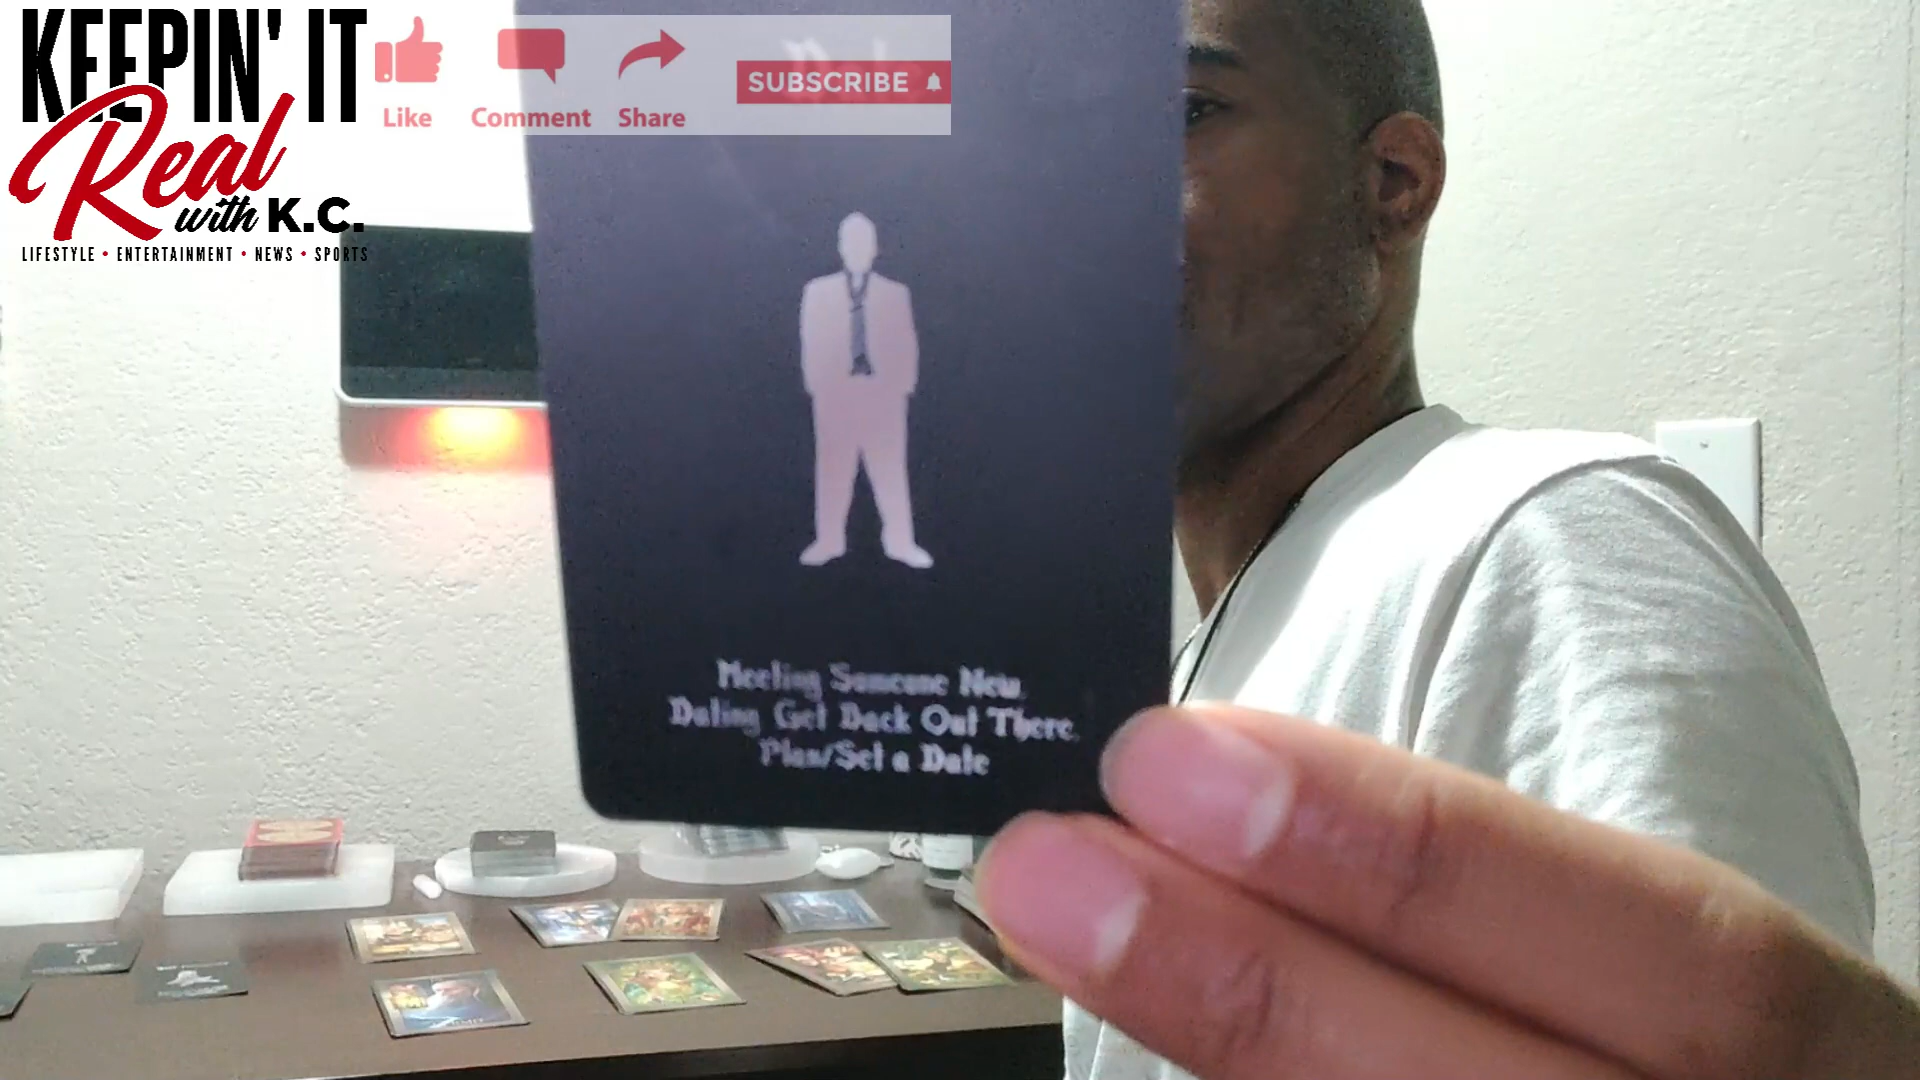 KEEPIN' IT
Real
with K.C.
LIFESTYLE • ENTERTAINMENT • NEWS • SPORTS
Like Comment Share
SUBSCRIBE
Meeting Someone New.
Dating Get Back Out There.
Plan/Set a Date